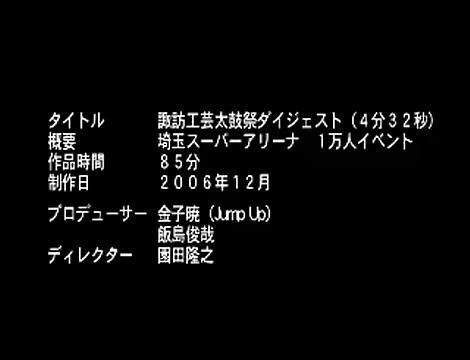 タイトル 諏訪工芸太鼓祭ダイジェスト（４分３２秒）
概要 埼玉スーパーアリーナ １万人イベント
作品時間 ８５分
制作日 ２００６年１２月
プロデューサー 金子暁（Jump Up）
飯島俊哉
ディレクター 園田隆之